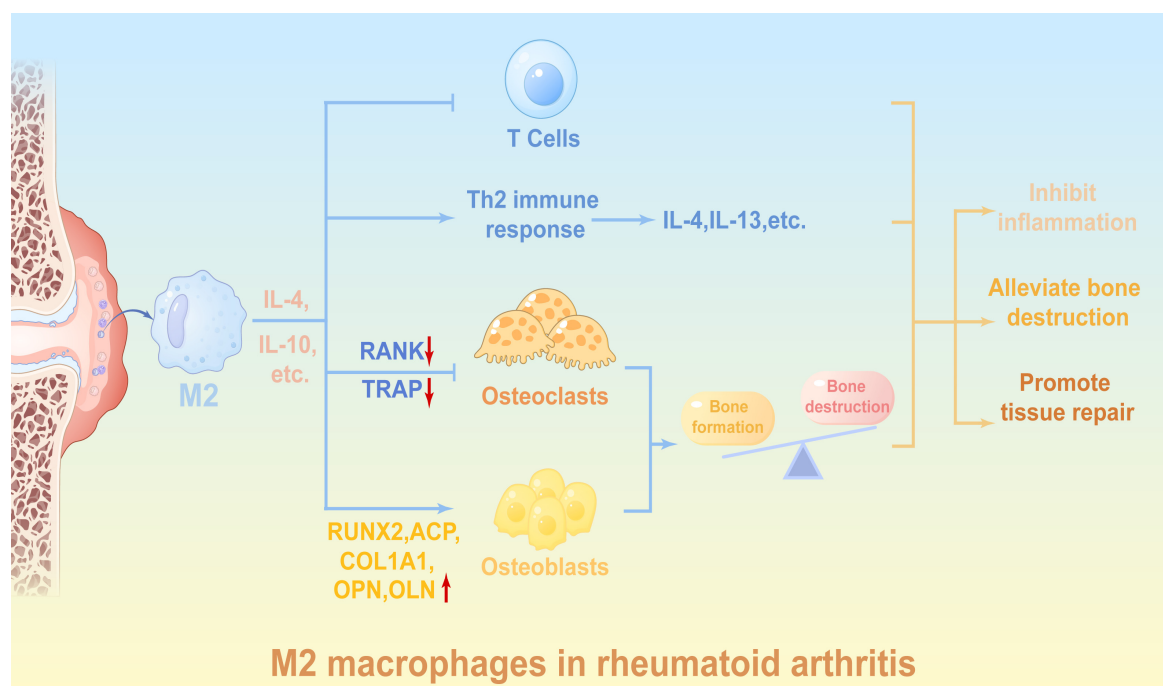 T Cells
Th2 immune
response
IL-4,IL-13,etc.
Inhibit
inflammation
IL-4,
IL-10,
etc.
M2
RANK
TRAP
Osteoclasts
Bone
formation
Bone
destruction
Alleviate bone
destruction
Promote
tissue repair
RUNX2,ACP,
COL1A1,
OPN,OLN
Osteoblasts
M2 macrophages in rheumatoid arthritis